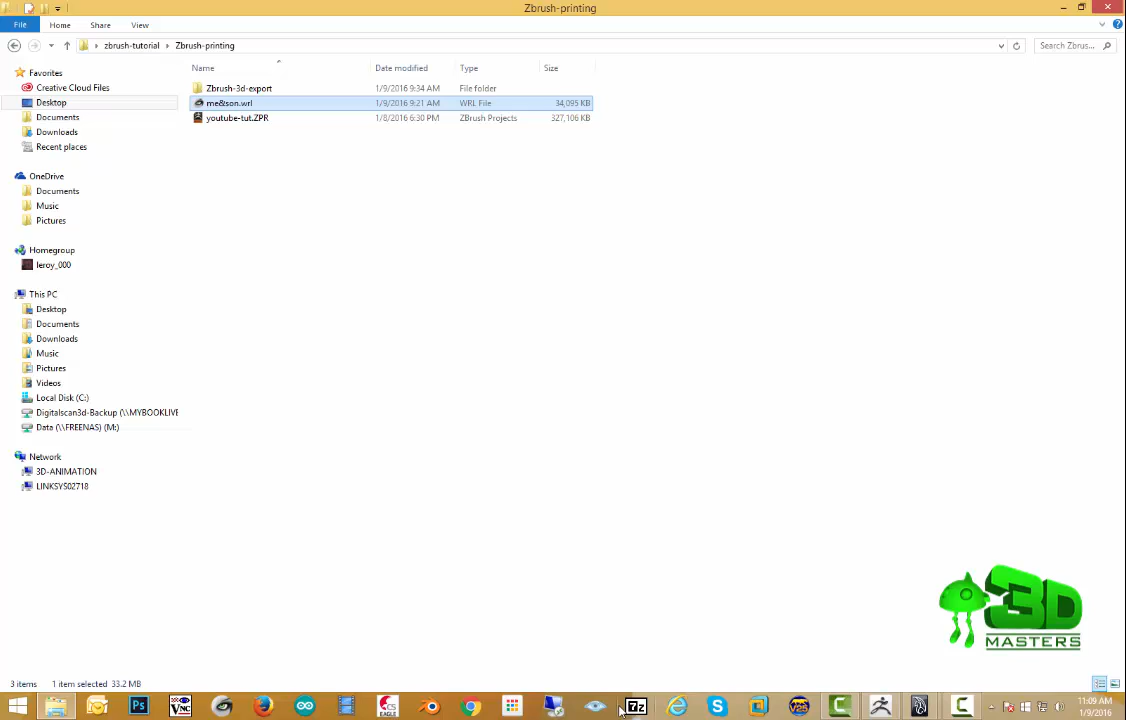 Zbrush-printing
File Home Share View
zbrush-tutorial Zbrush-printing Search Zbrus...
Name Date modified Type Size
Favorites
Creative Cloud Files
Desktop
Documents
Downloads
Recent places
OneDrive
Documents
Music
Pictures
Homegroup
leroy_000
This PC
Desktop
Documents
Downloads
Music
Pictures
Videos
Local Disk (C:)
Digitalscan3d-Backup (\\MYBOOKLIVE
Data (\\FREENAS) (M:)
Network
3D-ANIMATION
LINKSYS02718
Zbrush-3d-export 1/9/2016 9:34 AM File folder
me&son.wrl 1/9/2016 9:21 AM WRL File 34,095 KB
youtube-tut.ZPR 1/8/2016 6:30 PM ZBrush Projects 327,106 KB
3D
MASTERS
3 items 1 item selected 33.2 MB
11:09 AM
1/9/2016